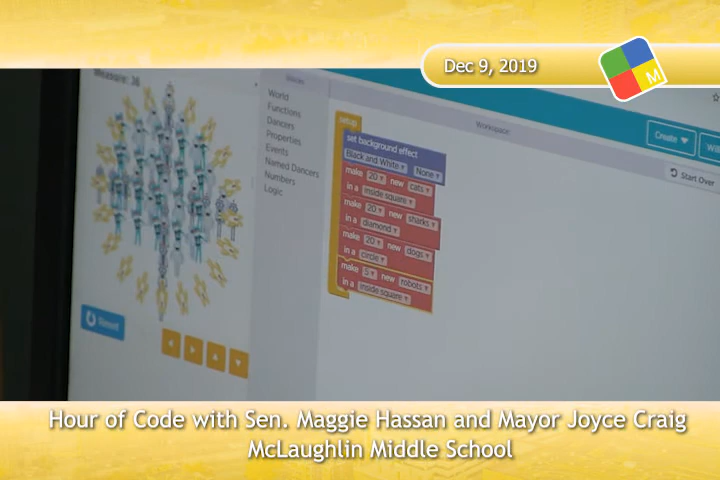 Dec 9, 2019
M
Measure: 36
Blocks
World
Functions
Dancers
Properties
Events
Named Dancers
Numbers
Logic
Workspace:
Create
Start Over
setup
set background effect
Black and White None
make 20 new cats
in a inside square
make 20 new sharks
in a diamond
make 20 new dogs
in a circle
make 5 new robots
in a inside square
Hour of Code with Sen. Maggie Hassan and Mayor Joyce Craig
McLaughlin Middle School